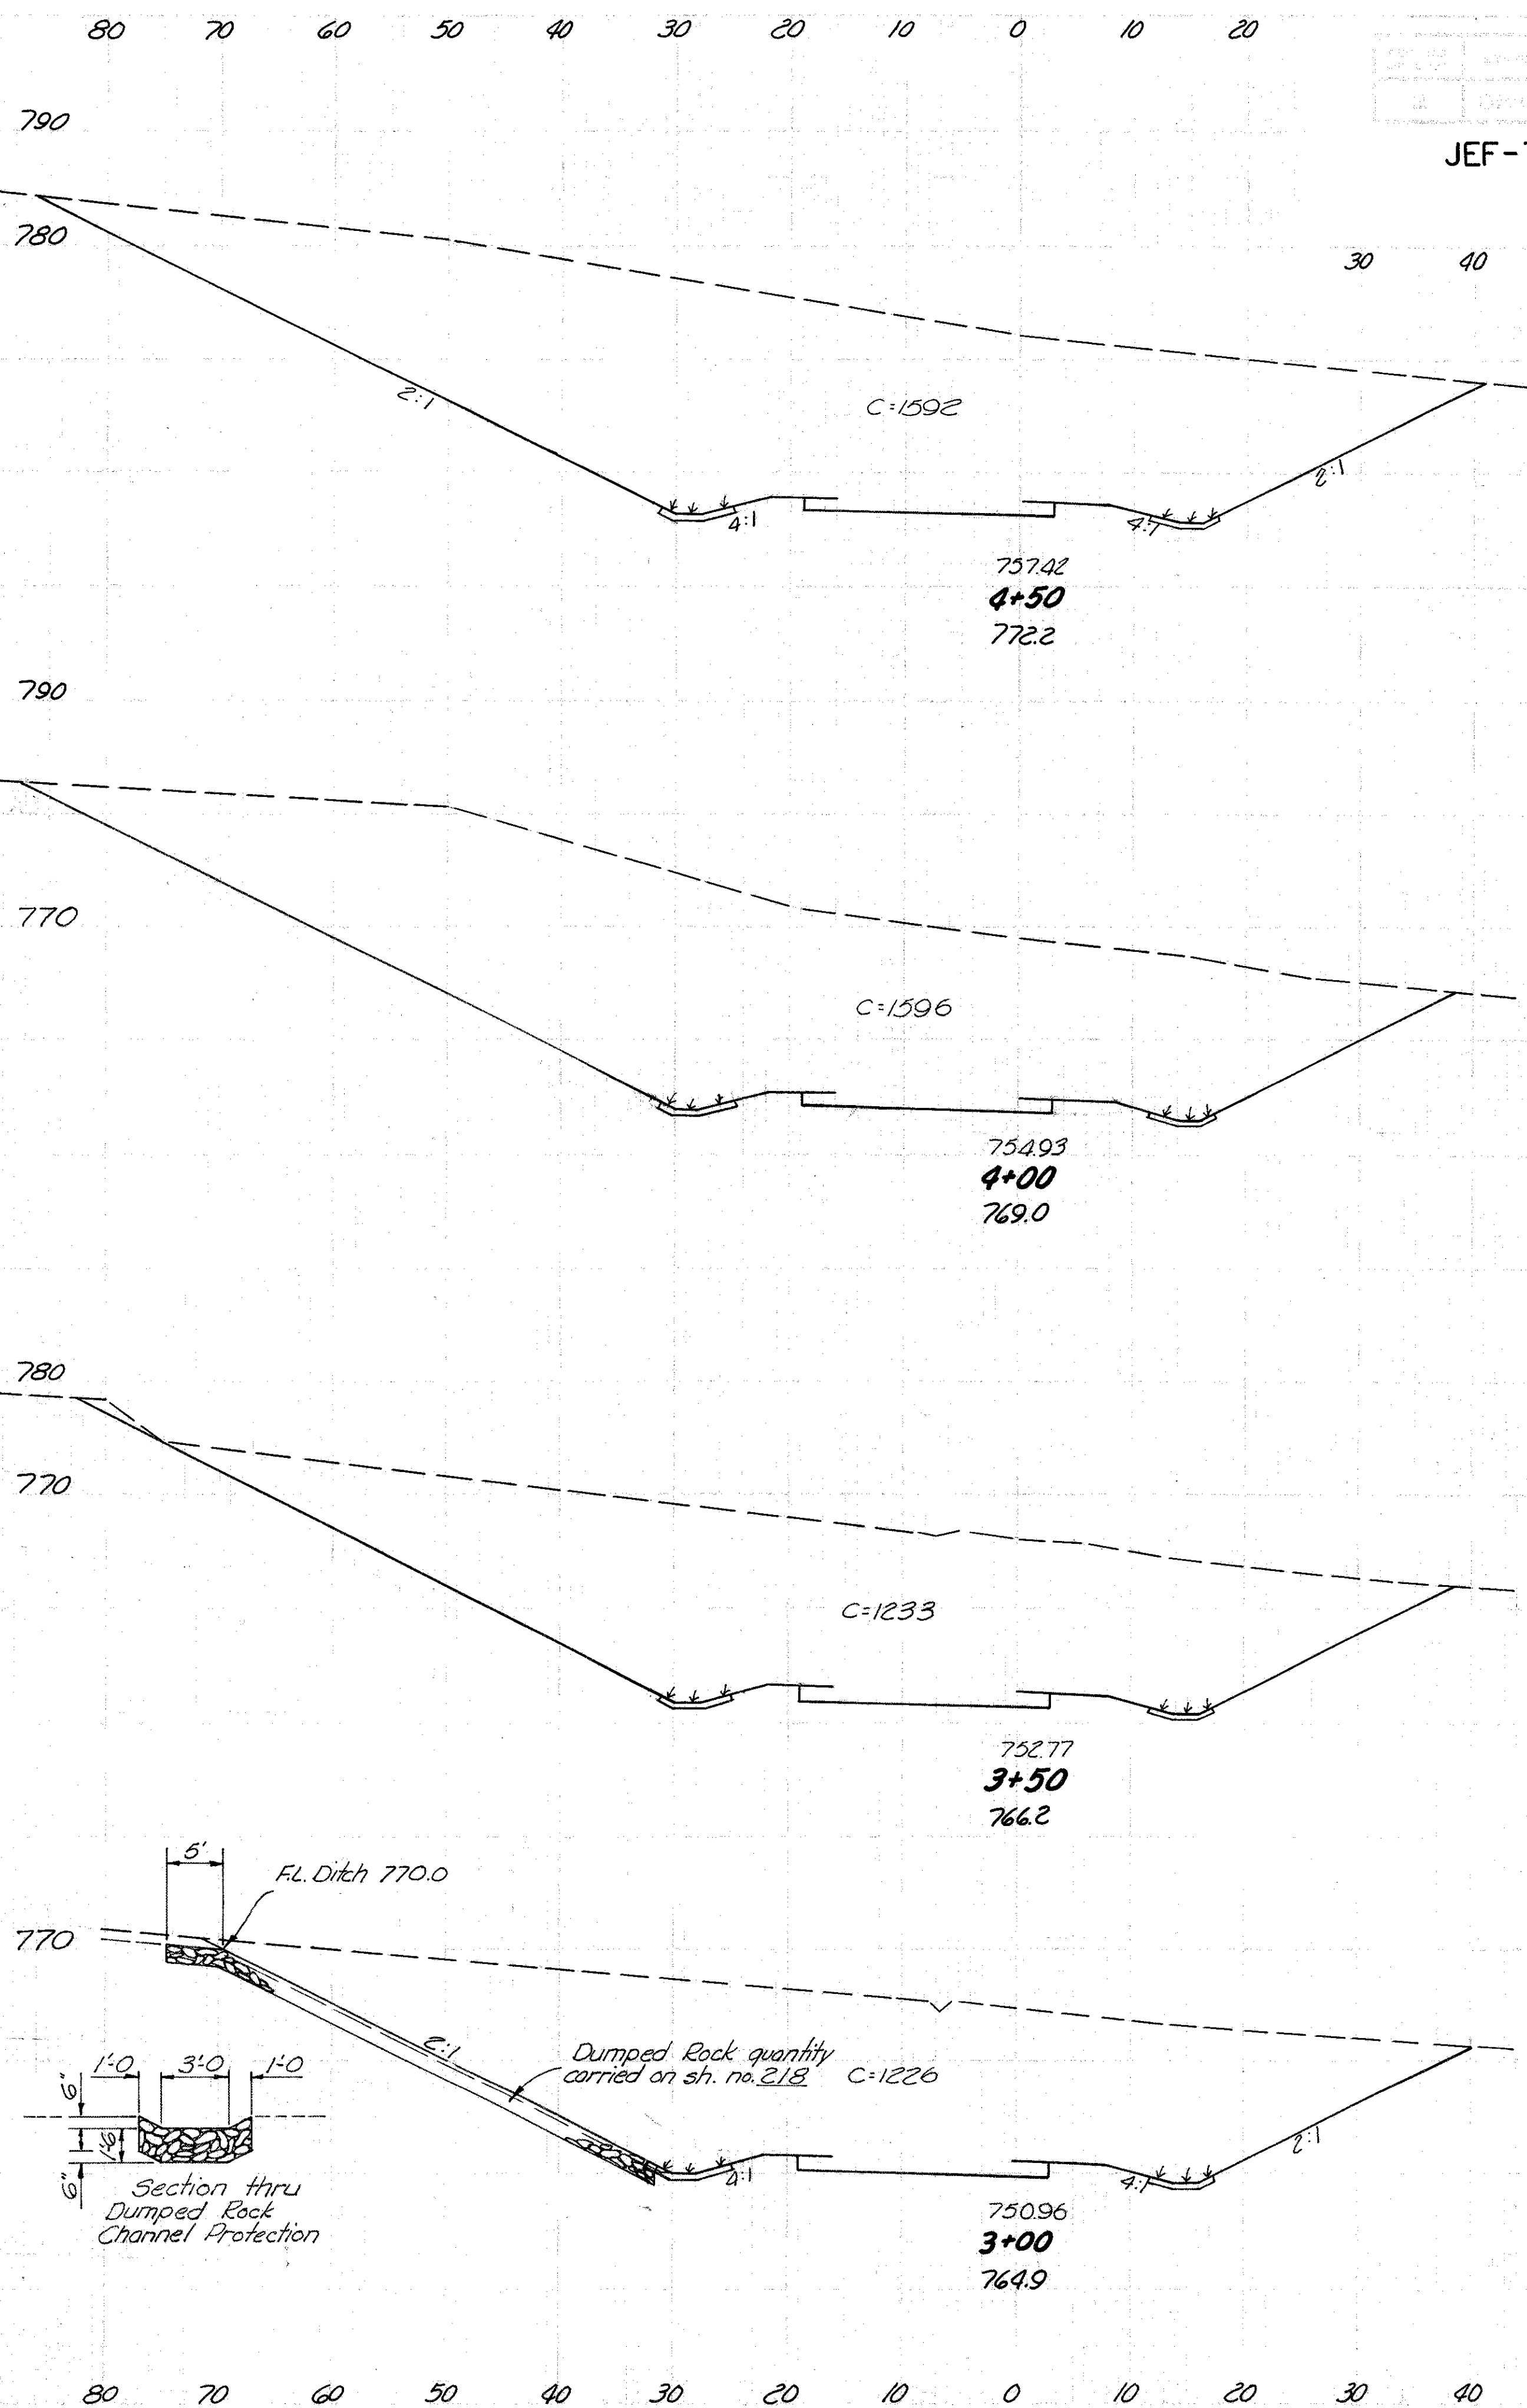 80 70 60 50 40 30 20 10 0 10 20
790
JEF-
780
30 40
2:1
C=1592
2:1
4:1
4:1
757.42
4+50
772.2
790
770
C=1596
754.93
4+00
769.0
780
770
C=1233
752.77
3+50
766.2
5'
F.L. Ditch 770.0
770
2:1
Dumped Rock quantity
carried on sh. no. 218 C=1226
1'-0 3'-0 1'-0
6"
1'-6
6"
2:1
4:1
4:1
Section thru
Dumped Rock
Channel Protection
750.96
3+00
764.9
80 70 60 50 40 30 20 10 0 10 20 30 40